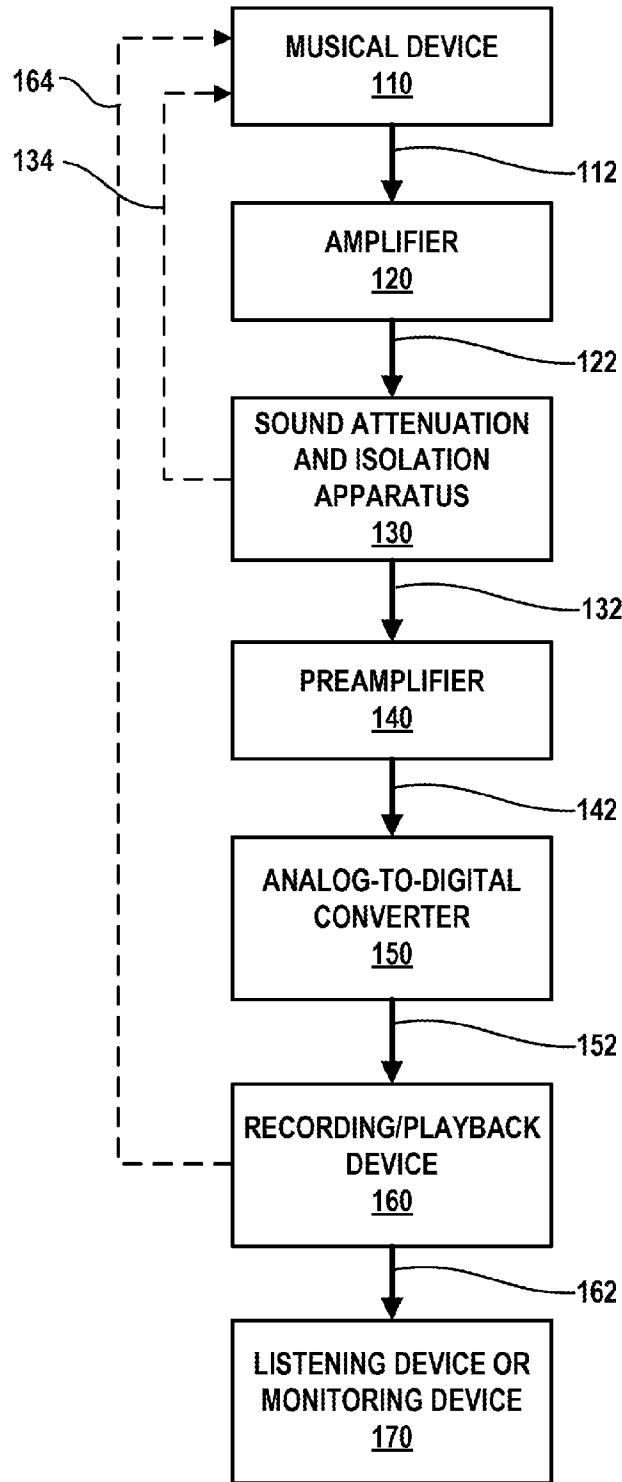 MUSICAL DEVICE
110
164
134
112
AMPLIFIER
120
122
SOUND ATTENUATION
AND ISOLATION
APPARATUS
130
132
PREAMPLIFIER
140
142
ANALOG-TO-DIGITAL
CONVERTER
150
152
RECORDING/PLAYBACK
DEVICE
160
162
LISTENING DEVICE OR
MONITORING DEVICE
170